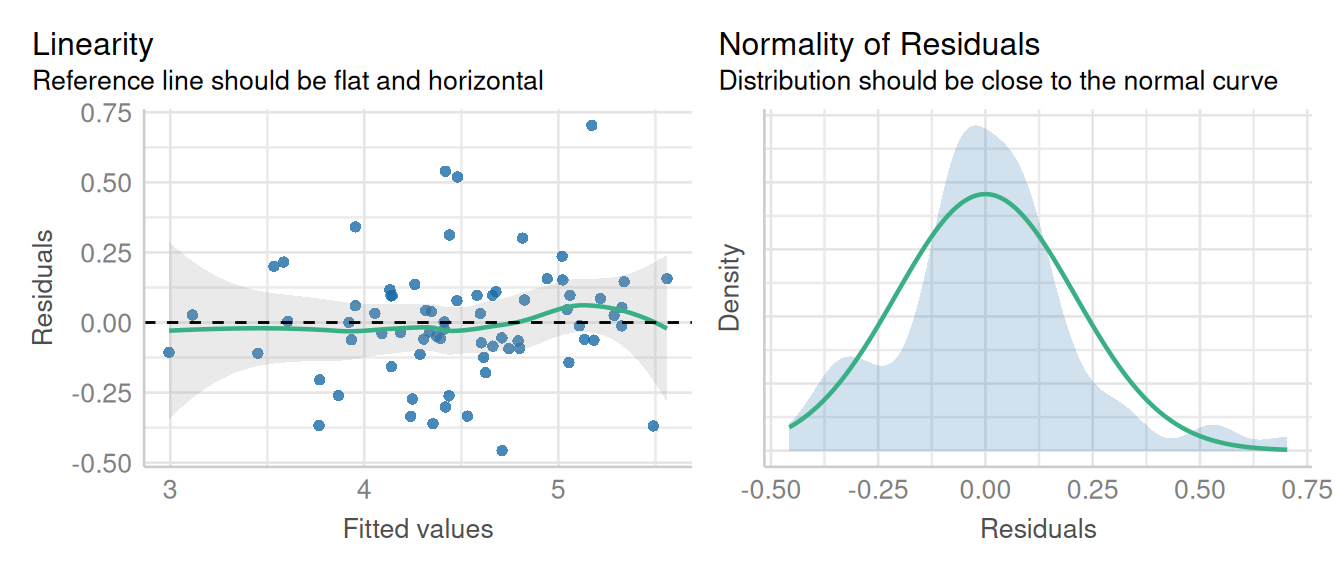 Linearity
Reference line should be flat and horizontal
0.75
0.50
0.25
0.00
-0.25
-0.50
Residuals
3 4 5
Fitted values
Normality of Residuals
Distribution should be close to the normal curve
Density
-0.50 -0.25 0.00 0.25 0.50 0.75
Residuals